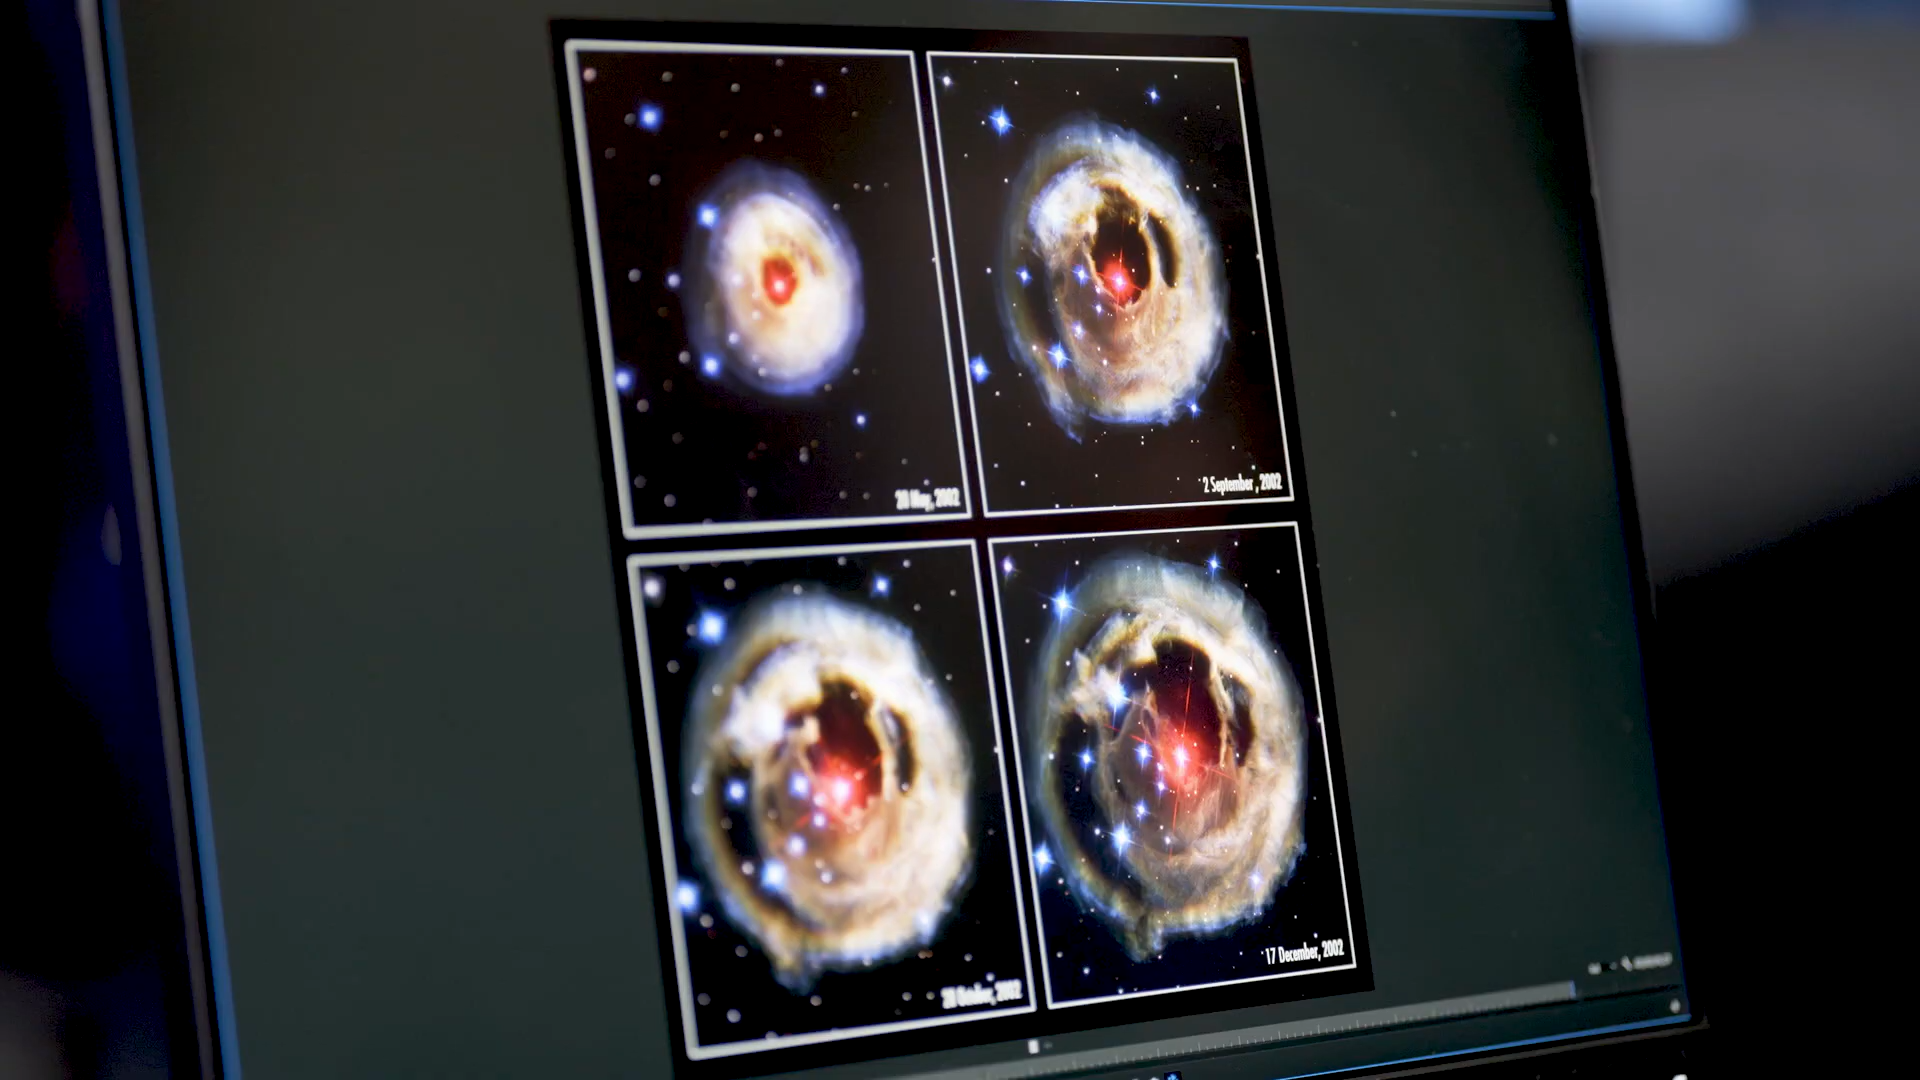 20 May, 2002
2 September, 2002
28 October, 2002
17 December, 2002